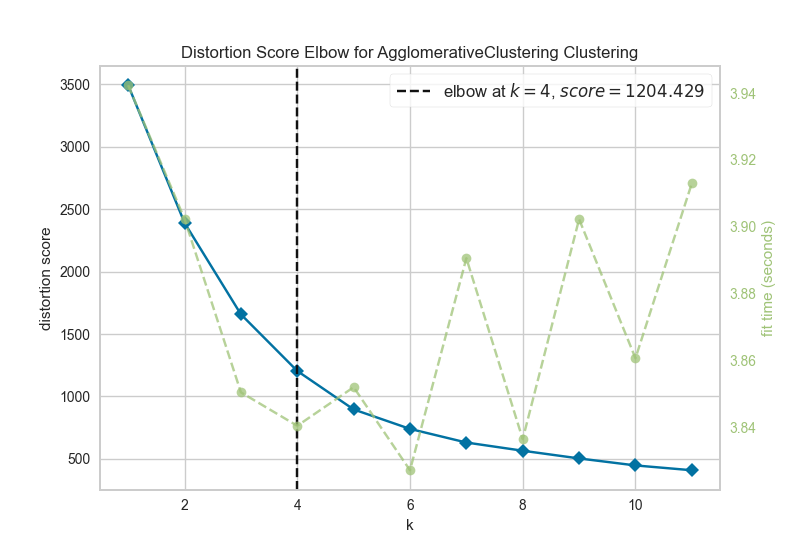 Distortion Score Elbow for AgglomerativeClustering Clustering
elbow at k = 4, score = 1204.429
distortion score
3500
3000
2500
2000
1500
1000
500
2 4 6 8 10
k
3.94
3.92
3.90
3.88
3.86
3.84
fit time (seconds)